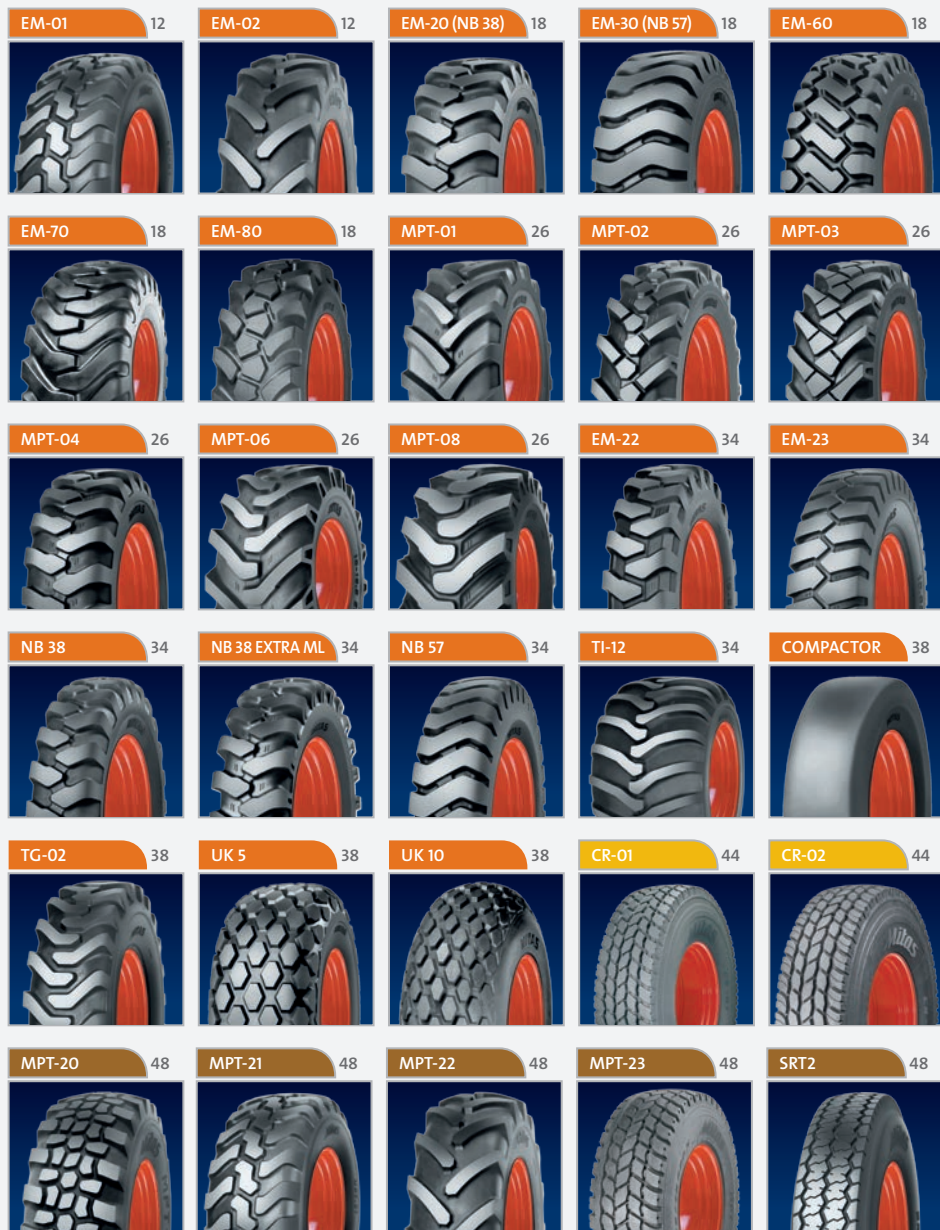 EM-01 12 EM-02 12 EM-20 (NB 38) 18 EM-30 (NB 57) 18 EM-60 18
EM-70 18 EM-80 18 MPT-01 26 MPT-02 26 MPT-03 26
MPT-04 26 MPT-06 26 MPT-08 26 EM-22 34 EM-23 34
NB 38 34 NB 38 EXTRA ML 34 NB 57 34 TI-12 34 COMPACTOR 38
TG-02 38 UK 5 38 UK 10 38 CR-01 44 CR-02 44
Mitas
MPT-20 48 MPT-21 48 MPT-22 48 MPT-23 48 SRT2 48